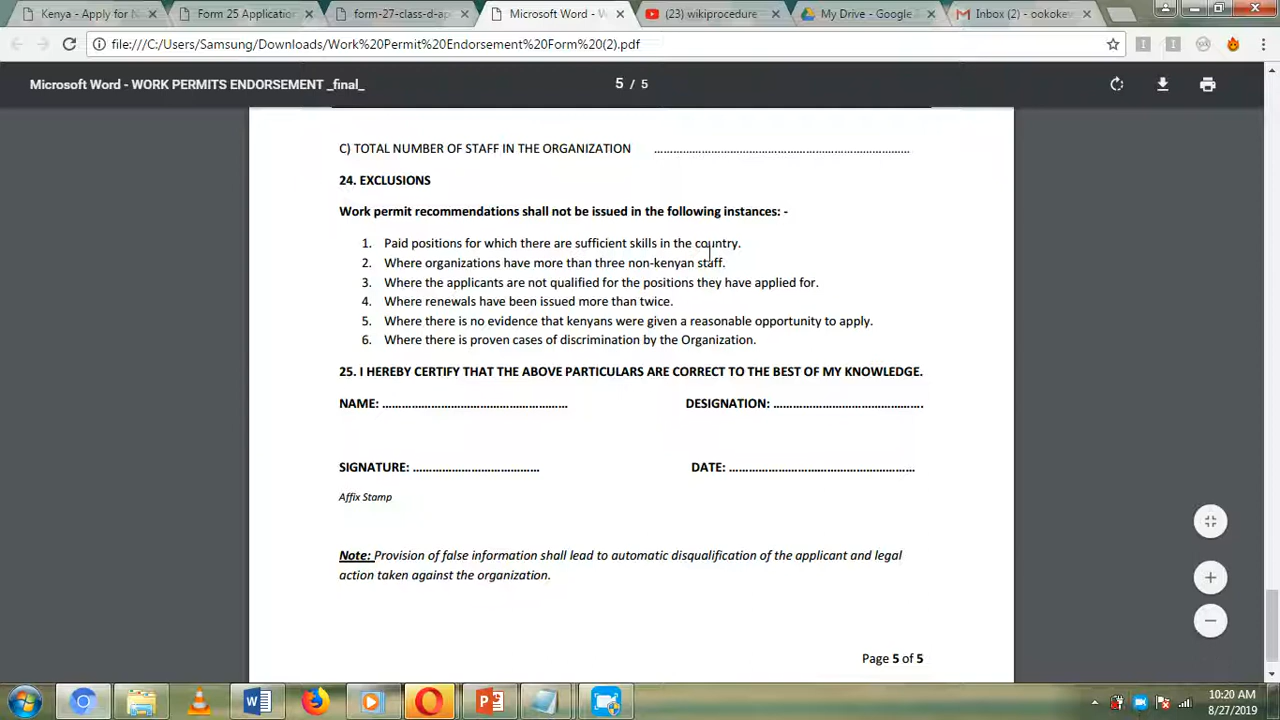 Kenya - Apply for N
Form 25 Applicatio
form-27-class-d-ap
Microsoft Word - W
(23) wikiprocedure
My Drive - Google
Inbox (2) - ookokev
file:///C:/Users/Samsung/Downloads/Work%20Permit%20Endorsement%20Form%20(2).pdf
Microsoft Word - WORK PERMITS ENDORSEMENT _final_
5 / 5
C) TOTAL NUMBER OF STAFF IN THE ORGANIZATION ……………………………………………………………
24. EXCLUSIONS
Work permit recommendations shall not be issued in the following instances: -
1. Paid positions for which there are sufficient skills in the country.
2. Where organizations have more than three non-kenyan staff.
3. Where the applicants are not qualified for the positions they have applied for.
4. Where renewals have been issued more than twice.
5. Where there is no evidence that kenyans were given a reasonable opportunity to apply.
6. Where there is proven cases of discrimination by the Organization.
25. I HEREBY CERTIFY THAT THE ABOVE PARTICULARS ARE CORRECT TO THE BEST OF MY KNOWLEDGE.
NAME: ………………………………………………… DESIGNATION: ……………………………………….
SIGNATURE: ………………………………… DATE: …………………………………………………
Affix Stamp
Note: Provision of false information shall lead to automatic disqualification of the applicant and legal
action taken against the organization.
Page 5 of 5
10:20 AM
8/27/2019